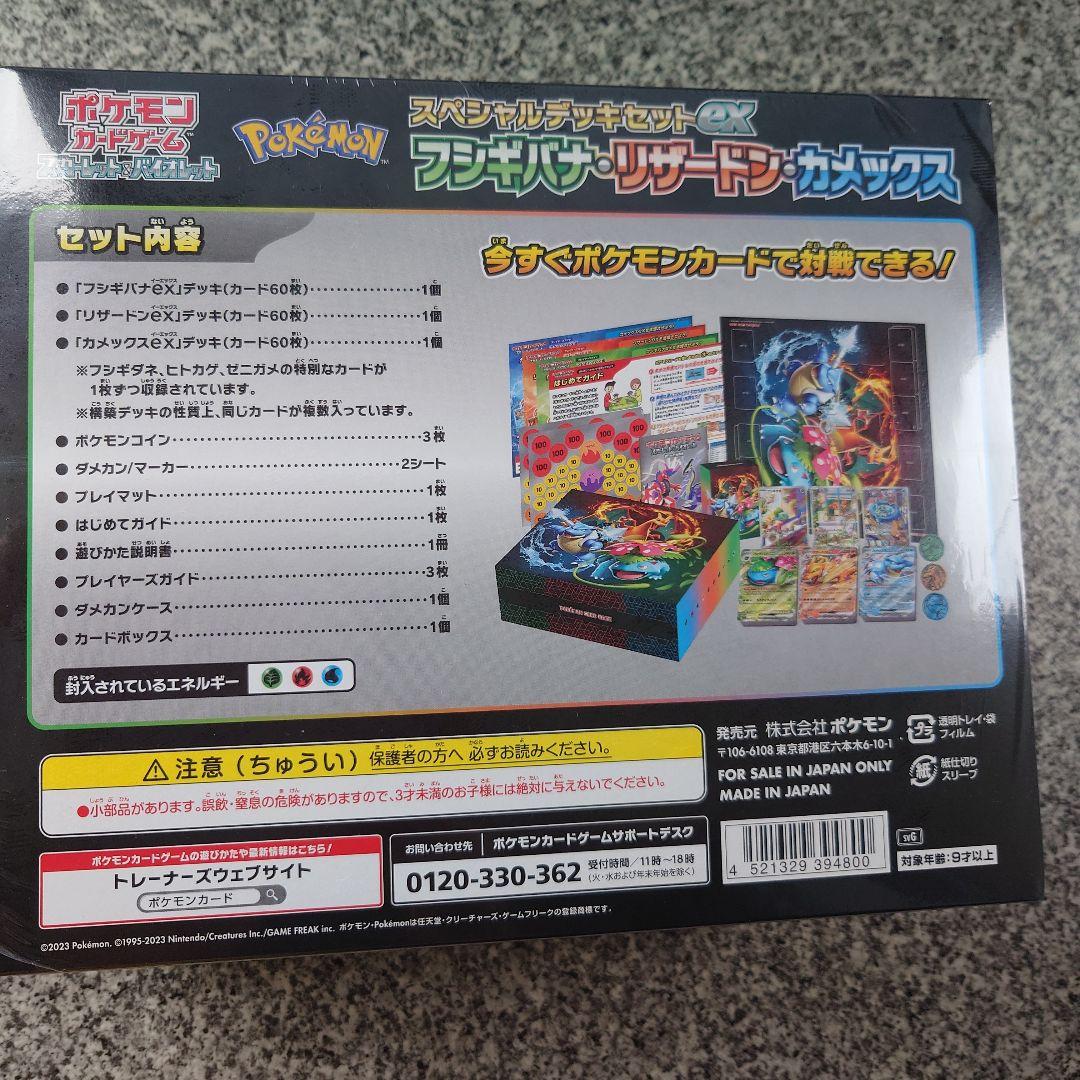 ポケモン
カードゲーム™
スカーレット&バイオレット
POKéMON™
スペシャルデッキセットex
フシギバナ・リザードン・カメックス
セット内容
今すぐポケモンカードで対戦できる!
●「フシギバナex」デッキ(カード60枚)……………1個
●「リザードンex」デッキ(カード60枚)……………1個
●「カメックスex」デッキ(カード60枚)……………1個
※フシギダネ、ヒトカゲ、ゼニガメの特別なカードが
1枚ずつ収録されています。
※構築デッキの性質上、同じカードが複数入っています。
●ポケモンコイン……………3枚
●ダメカン/マーカー……………2シート
●プレイマット……………1枚
●はじめてガイド……………1枚
●遊びかた説明書……………1冊
●プレイヤーズガイド……………3枚
●ダメカンケース……………1個
●カードボックス……………1個
はじめてガイド
POKÉMON CARD GAME
封入されているエネルギー
⚠注意(ちゅうい) 保護者の方へ 必ずお読みください。
●小部品があります。誤飲・窒息の危険がありますので、3才未満のお子様には絶対に与えないでください。
ポケモンカードゲームの遊びかたや最新情報はこちら!
トレーナーズウェブサイト
ポケモンカード
お問い合わせ先 ポケモンカードゲームサポートデスク
0120-330-362 受付時間/11時~18時
(火・水および年末年始を除く)
発売元 株式会社ポケモン
〒106-6108 東京都港区六本木6-10-1
FOR SALE IN JAPAN ONLY
MADE IN JAPAN
プラ 透明トレイ・袋
フィルム
紙 紙仕切り
スリーブ
4 521329 394800
svG
対象年齢:9才以上
©2023 Pokémon. ©1995-2023 Nintendo/Creatures Inc./GAME FREAK inc. ポケモン・Pokémonは任天堂・クリーチャーズ・ゲームフリークの登録商標です。